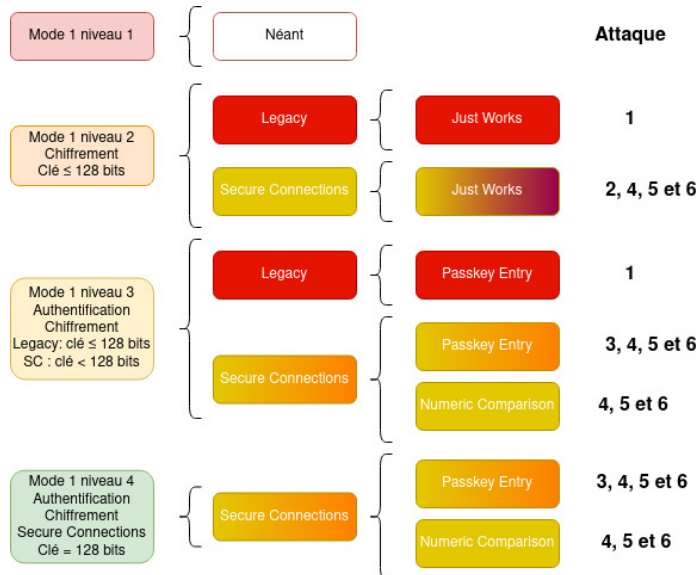 Mode 1 niveau 1
Néant
Attaque
Mode 1 niveau 2
Chiffrement
Clé ≤ 128 bits
Legacy
Just Works
1
Secure Connections
Just Works
2, 4, 5 et 6
Mode 1 niveau 3
Authentification
Chiffrement
Legacy: clé ≤ 128 bits
SC : clé < 128 bits
Legacy
Passkey Entry
1
Secure Connections
Passkey Entry
3, 4, 5 et 6
Numeric Comparison
4, 5 et 6
Mode 1 niveau 4
Authentification
Chiffrement
Secure Connections
Clé = 128 bits
Secure Connections
Passkey Entry
3, 4, 5 et 6
Numeric Comparison
4, 5 et 6